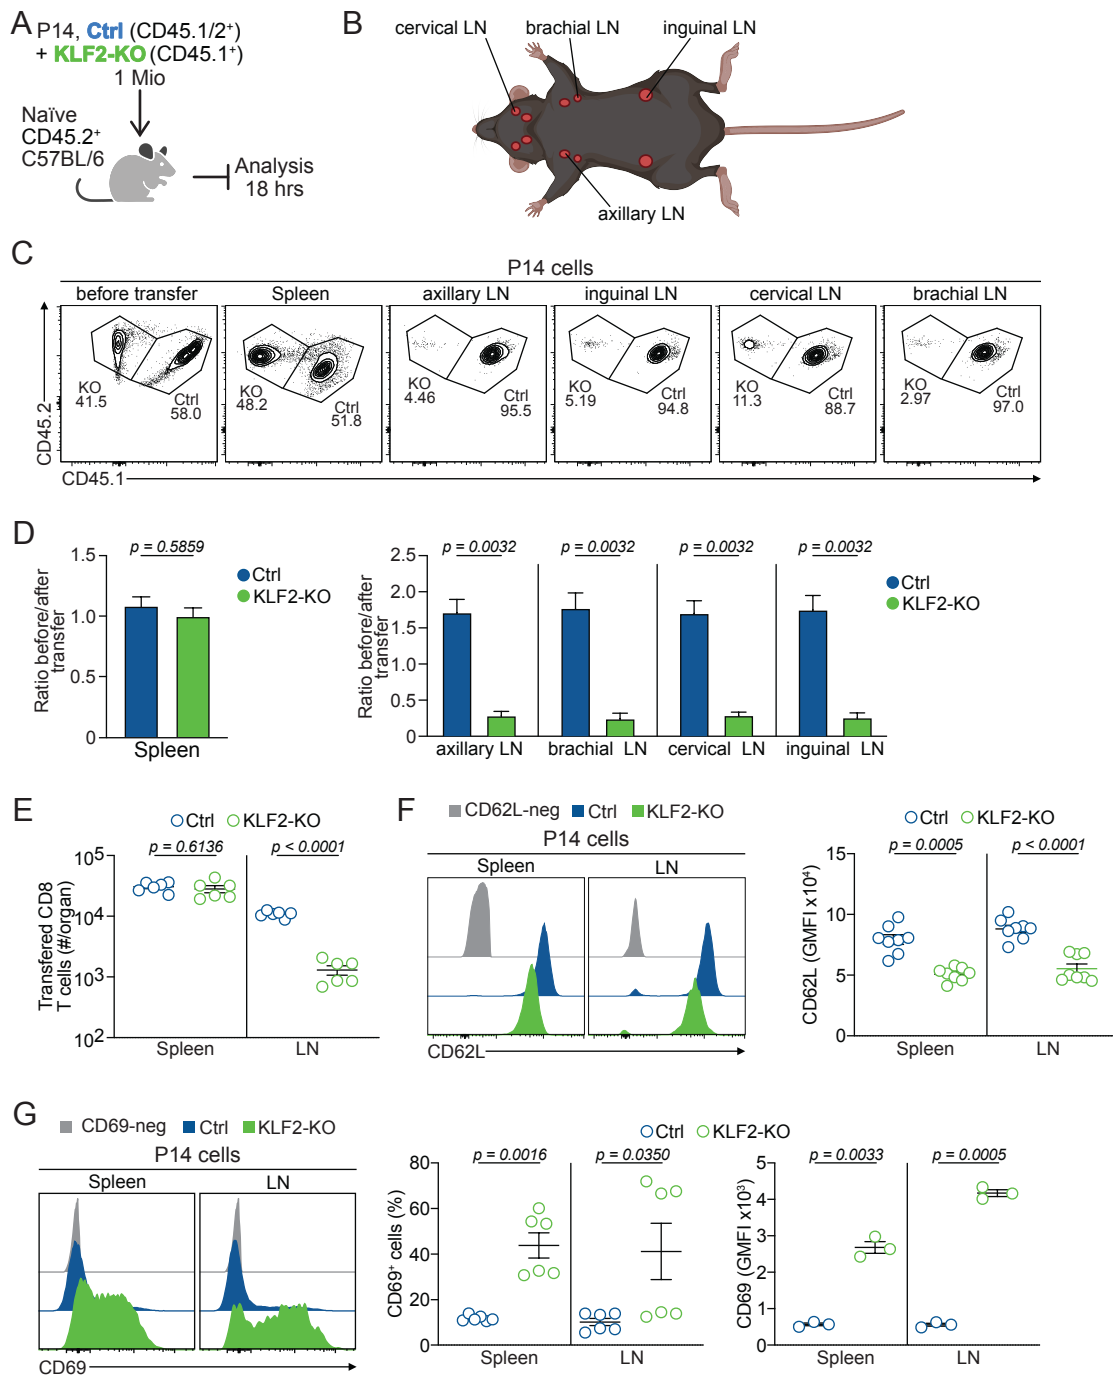 A
P14, Ctrl (CD45.1/2⁺)
+ KLF2-KO (CD45.1⁺)
1 Mio
Naïve
CD45.2⁺
C57BL/6
Analysis
18 hrs
B
cervical LN
brachial LN
inguinal LN
axillary LN
C
P14 cells
before transfer
Spleen
axillary LN
inguinal LN
cervical LN
brachial LN
KO
41.5
Ctrl
58.0
KO
48.2
Ctrl
51.8
KO
4.46
Ctrl
95.5
KO
5.19
Ctrl
94.8
KO
11.3
Ctrl
88.7
KO
2.97
Ctrl
97.0
CD45.2
CD45.1
D
p = 0.5859
1.5
1.0
0.5
0
Ratio before/after
transfer
Spleen
Ctrl
KLF2-KO
p = 0.0032
p = 0.0032
p = 0.0032
p = 0.0032
2.5
2.0
1.5
1.0
0.5
0
Ratio before/after
transfer
axillary LN
brachial LN
cervical LN
inguinal LN
Ctrl
KLF2-KO
E
Ctrl
KLF2-KO
p = 0.6136
p < 0.0001
10⁵
10⁴
10³
10²
Transferred CD8
T cells (#/organ)
Spleen
LN
F
CD62L-neg
Ctrl
KLF2-KO
P14 cells
Spleen
LN
CD62L
Ctrl
KLF2-KO
p = 0.0005
p < 0.0001
15
10
5
0
CD62L (GMFI x10⁴)
Spleen
LN
G
CD69-neg
Ctrl
KLF2-KO
P14 cells
Spleen
LN
CD69
Ctrl
KLF2-KO
p = 0.0016
p = 0.0350
80
60
40
20
0
CD69⁺ cells (%)
Spleen
LN
p = 0.0033
p = 0.0005
5
4
3
2
1
0
CD69 (GMFI x10³)
Spleen
LN